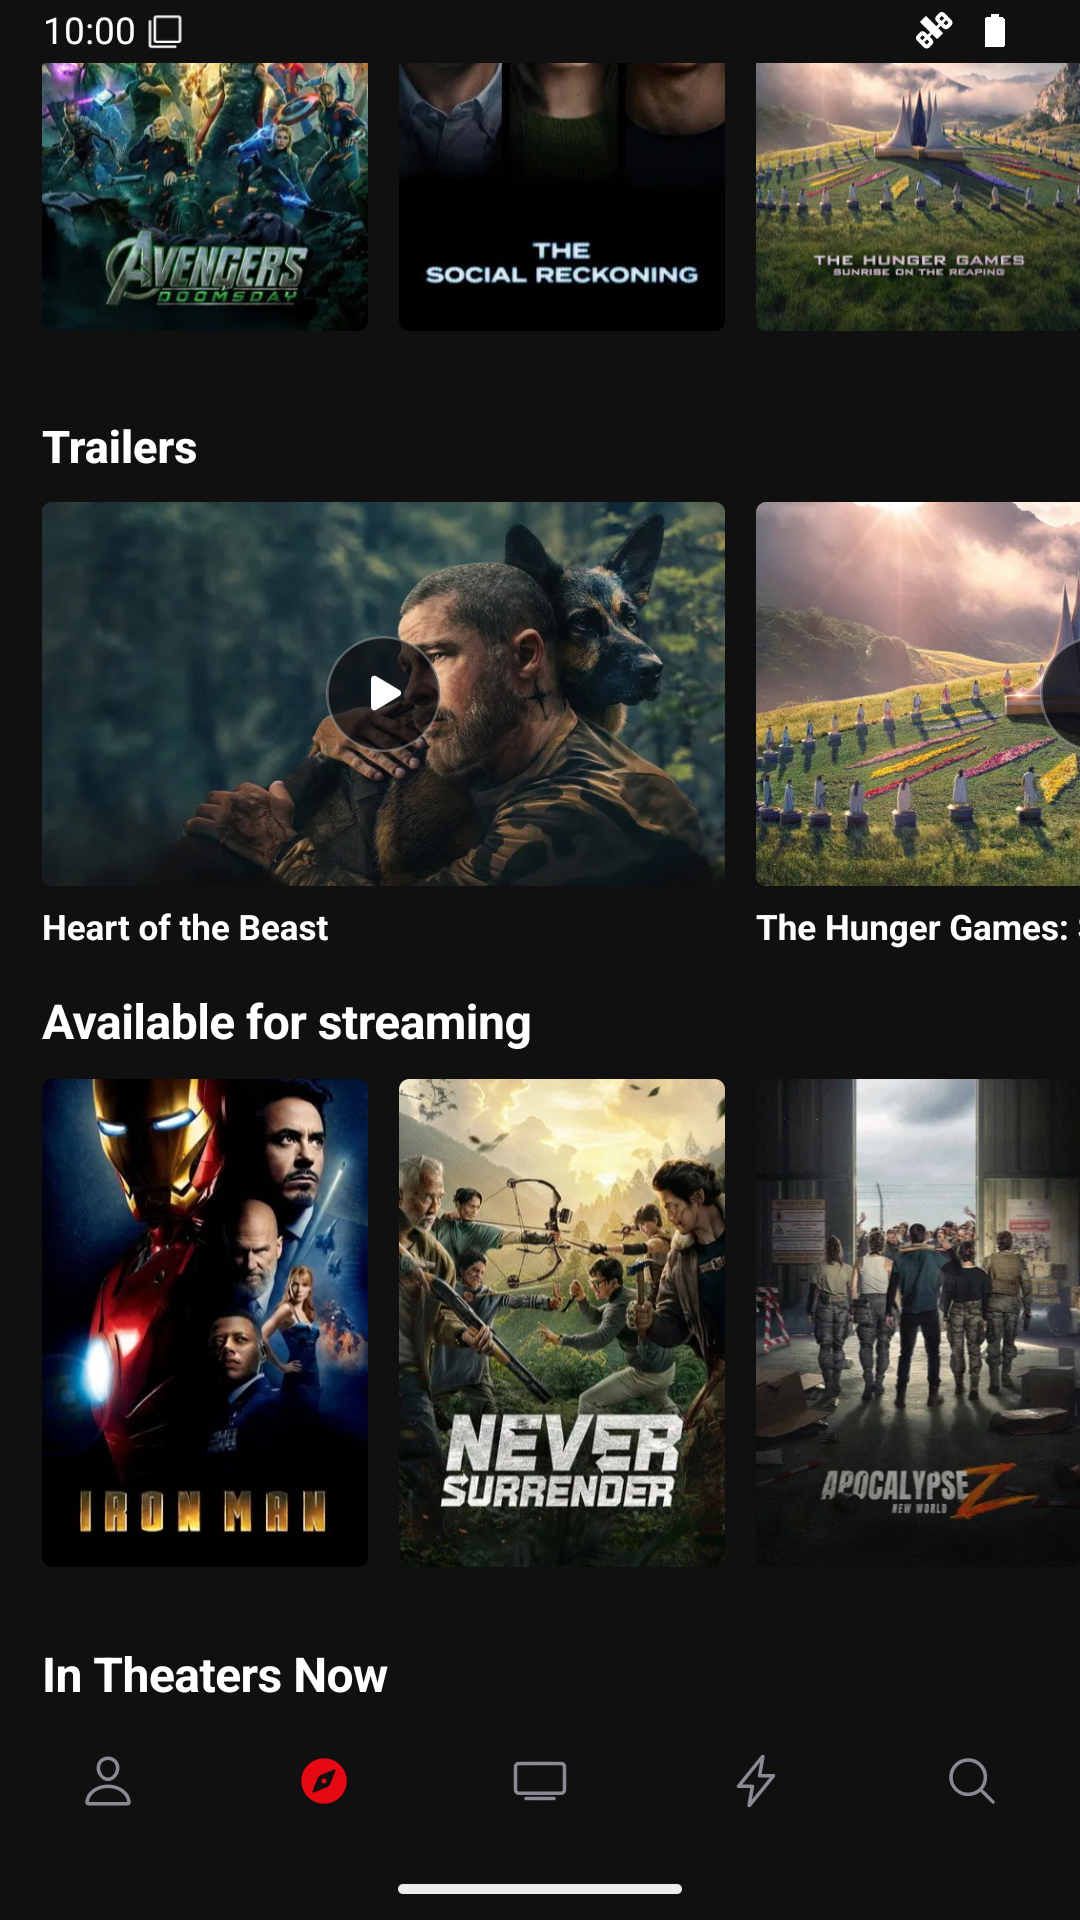 10:00
AVENGERS
DOOMSDAY
THE
SOCIAL RECKONING
THE HUNGER GAMES
SUNRISE ON THE REAPING
Trailers
Heart of the Beast
The Hunger Games:
Available for streaming
IRON MAN
NEVER
SURRENDER
APOCALYPSE Z
NEW WORLD
In Theaters Now